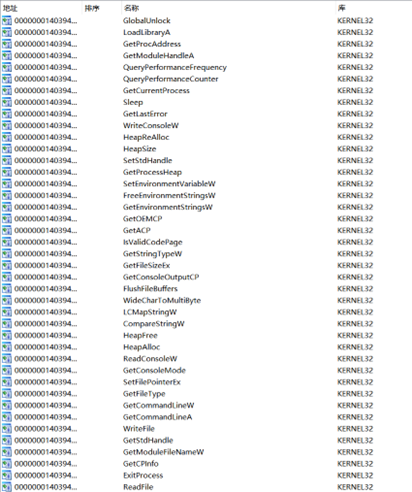 地址 排序 名称 库
0000000140394... GlobalUnlock KERNEL32
0000000140394... LoadLibraryA KERNEL32
0000000140394... GetProcAddress KERNEL32
0000000140394... GetModuleHandleA KERNEL32
0000000140394... QueryPerformanceFrequency KERNEL32
0000000140394... QueryPerformanceCounter KERNEL32
0000000140394... GetCurrentProcess KERNEL32
0000000140394... Sleep KERNEL32
0000000140394... GetLastError KERNEL32
0000000140394... WriteConsoleW KERNEL32
0000000140394... HeapReAlloc KERNEL32
0000000140394... HeapSize KERNEL32
0000000140394... SetStdHandle KERNEL32
0000000140394... GetProcessHeap KERNEL32
0000000140394... SetEnvironmentVariableW KERNEL32
0000000140394... FreeEnvironmentStringsW KERNEL32
0000000140394... GetEnvironmentStringsW KERNEL32
0000000140394... GetOEMCP KERNEL32
0000000140394... GetACP KERNEL32
0000000140394... IsValidCodePage KERNEL32
0000000140394... GetStringTypeW KERNEL32
0000000140394... GetFileSizeEx KERNEL32
0000000140394... GetConsoleOutputCP KERNEL32
0000000140394... FlushFileBuffers KERNEL32
0000000140394... WideCharToMultiByte KERNEL32
0000000140394... LCMapStringW KERNEL32
0000000140394... CompareStringW KERNEL32
0000000140394... HeapFree KERNEL32
0000000140394... HeapAlloc KERNEL32
0000000140394... ReadConsoleW KERNEL32
0000000140394... GetConsoleMode KERNEL32
0000000140394... SetFilePointerEx KERNEL32
0000000140394... GetFileType KERNEL32
0000000140394... GetCommandLineW KERNEL32
0000000140394... GetCommandLineA KERNEL32
0000000140394... WriteFile KERNEL32
0000000140394... GetStdHandle KERNEL32
0000000140394... GetModuleFileNameW KERNEL32
0000000140394... GetCPInfo KERNEL32
0000000140394... ExitProcess KERNEL32
0000000140394... ReadFile KERNEL32